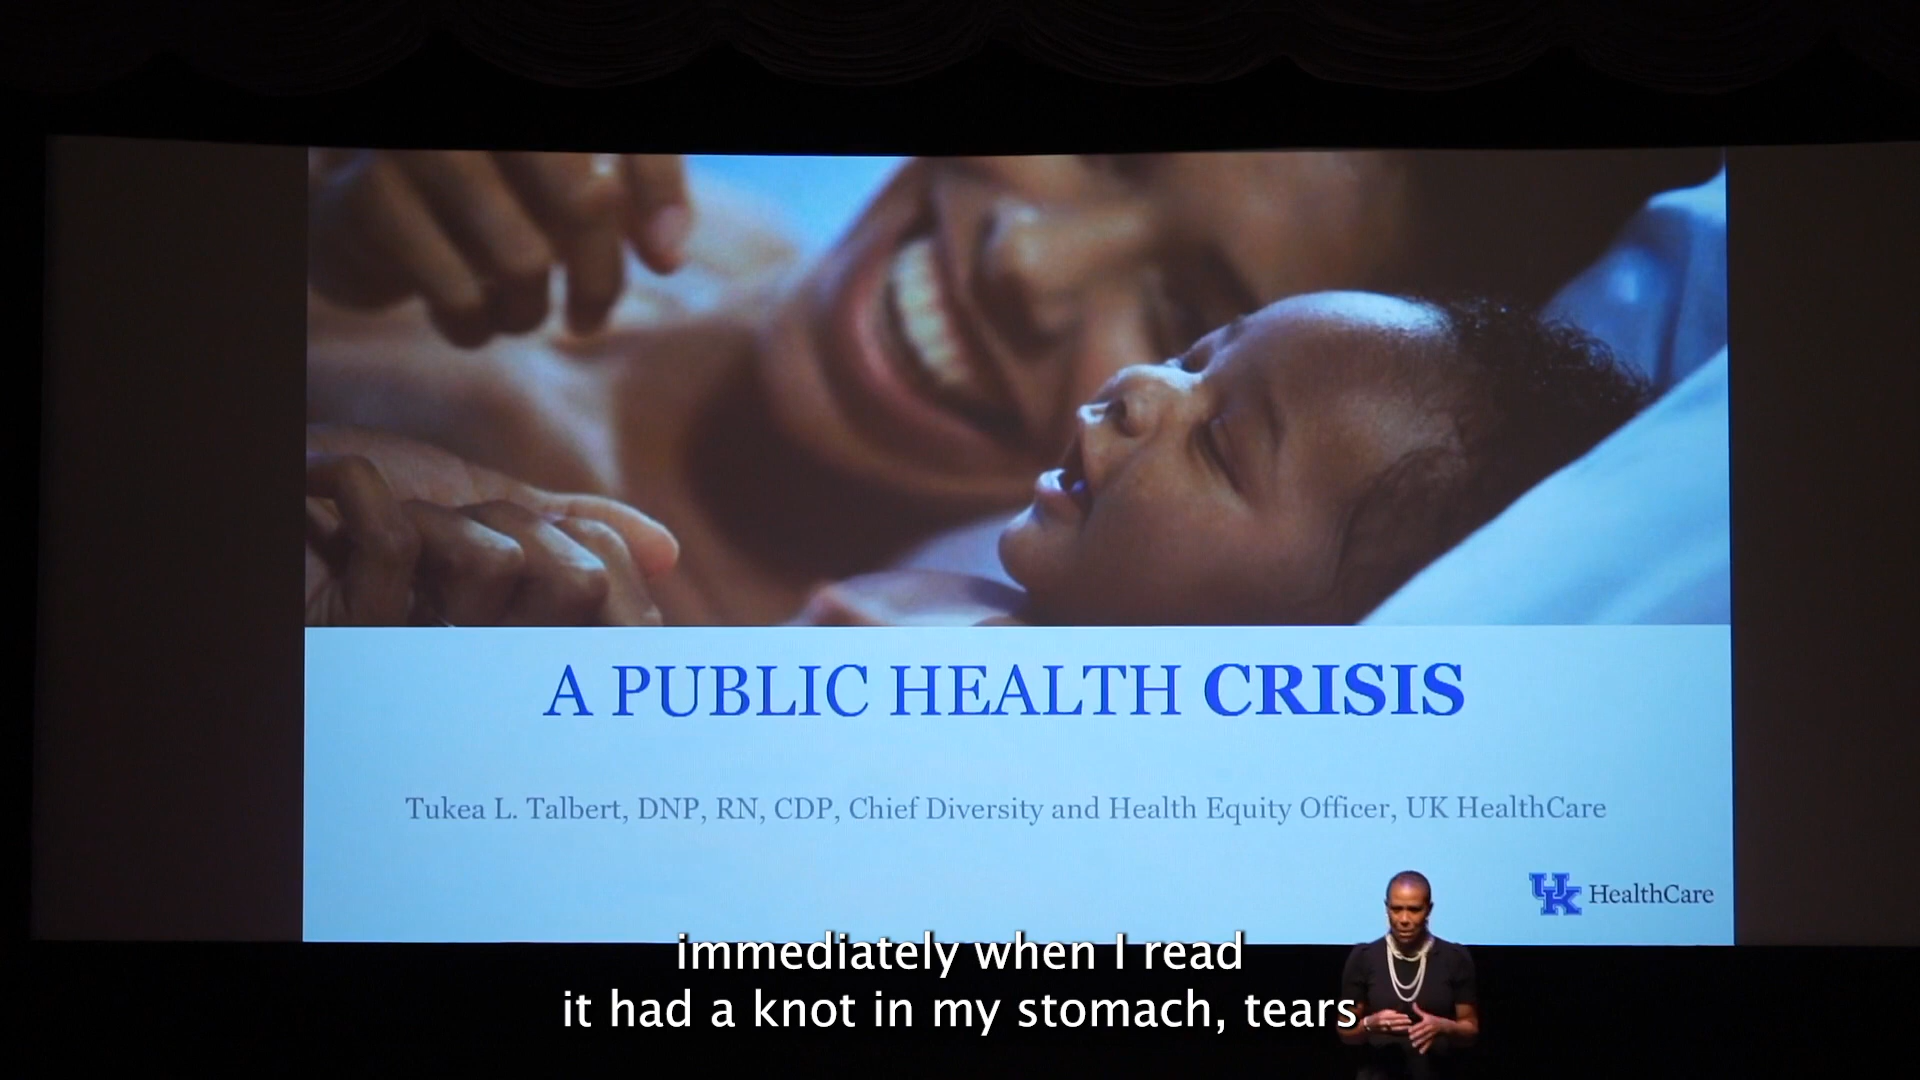 A PUBLIC HEALTH CRISIS
Tukea L. Talbert, DNP, RN, CDP, Chief Diversity and Health Equity Officer, UK HealthCare
UK HealthCare
immediately when I read
it had a knot in my stomach, tears